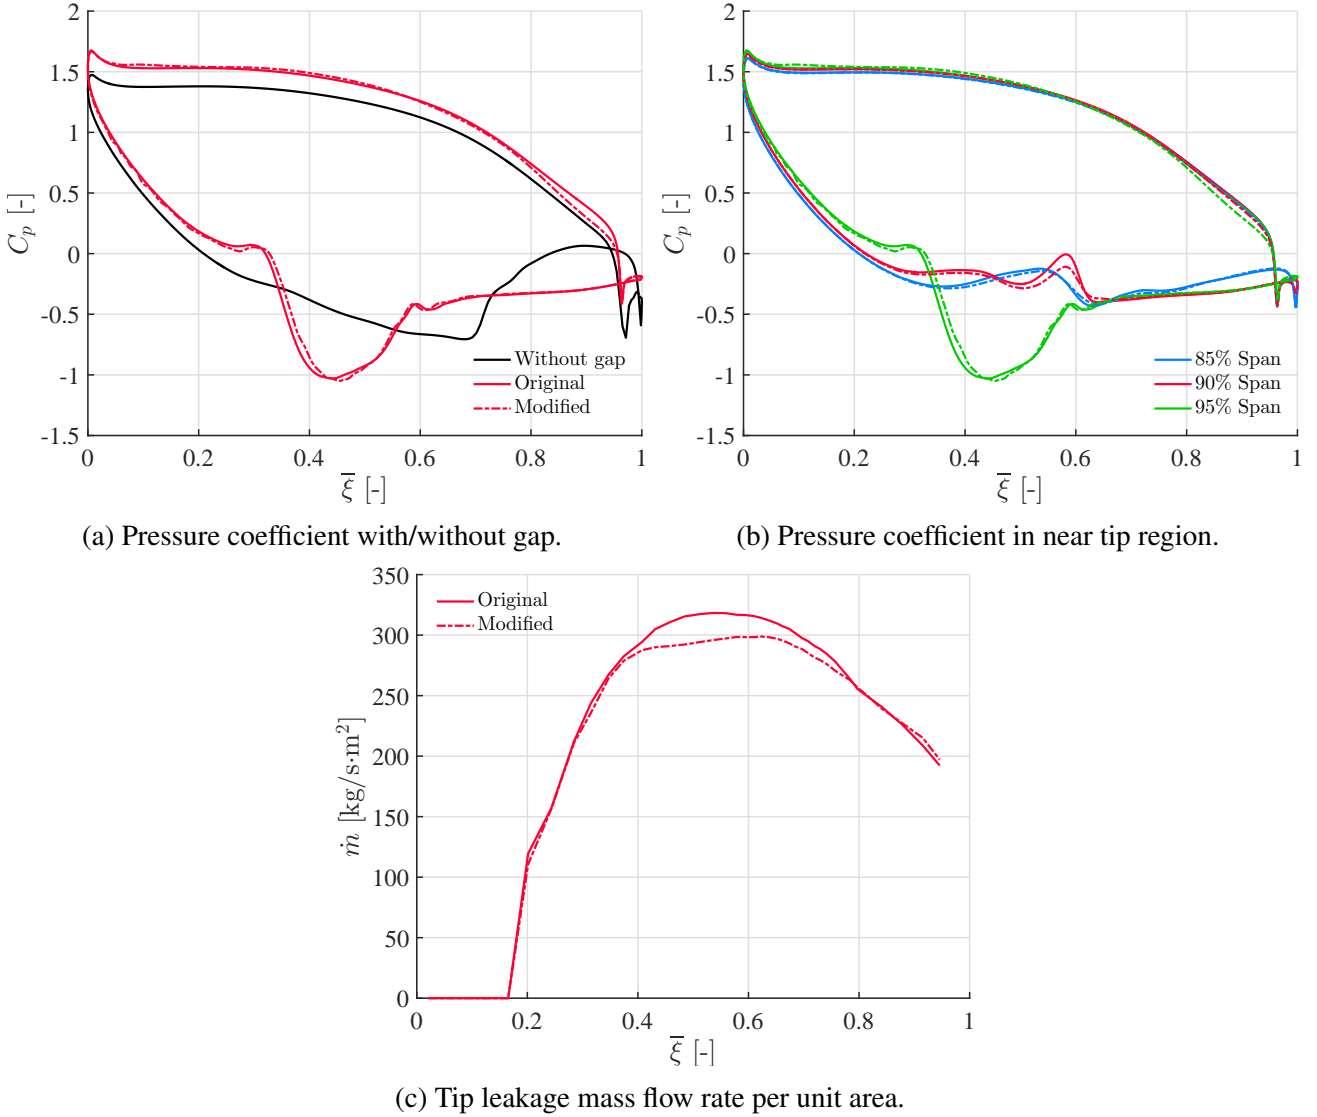 2
1.5
1
0.5
0
-0.5
-1
-1.5
C_p [-]
Without gap
Original
Modified
0 0.2 0.4 0.6 0.8 1
ξ̅ [-]
(a) Pressure coefficient with/without gap.
2
1.5
1
0.5
0
-0.5
-1
-1.5
C_p [-]
85% Span
90% Span
95% Span
0 0.2 0.4 0.6 0.8 1
ξ̅ [-]
(b) Pressure coefficient in near tip region.
350
300
250
200
150
100
50
0
ṁ [kg/s·m²]
Original
Modified
0 0.2 0.4 0.6 0.8 1
ξ̅ [-]
(c) Tip leakage mass flow rate per unit area.